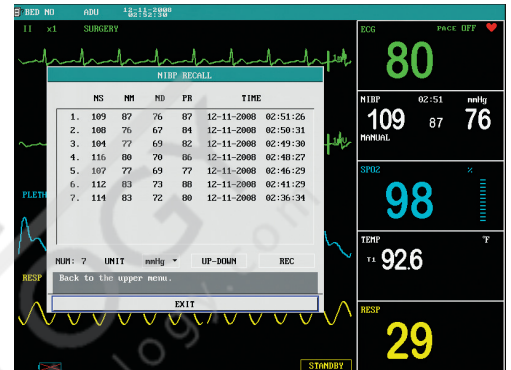 BED NO ADU 12-11-2008
02:52:30
II x1 SURGERY
NIBP RECALL
NS NM ND PR TIME
1. 109 87 76 87 12-11-2008 02:51:26
2. 108 76 67 84 12-11-2008 02:50:31
3. 104 77 69 82 12-11-2008 02:49:30
4. 116 80 70 86 12-11-2008 02:48:27
5. 107 77 69 77 12-11-2008 02:46:29
6. 112 83 73 88 12-11-2008 02:41:29
7. 114 83 72 80 12-11-2008 02:36:34
NUM: 7 UNIT mmHg UP-DOWN REC
Back to the upper menu.
EXIT
PLETH
RESP
STANDBY
ECG PACE OFF
80
NIBP 02:51 mmHg
109 87 76
MANUAL
SPO2 %
98
TEMP °F
T1 92.6
RESP
29